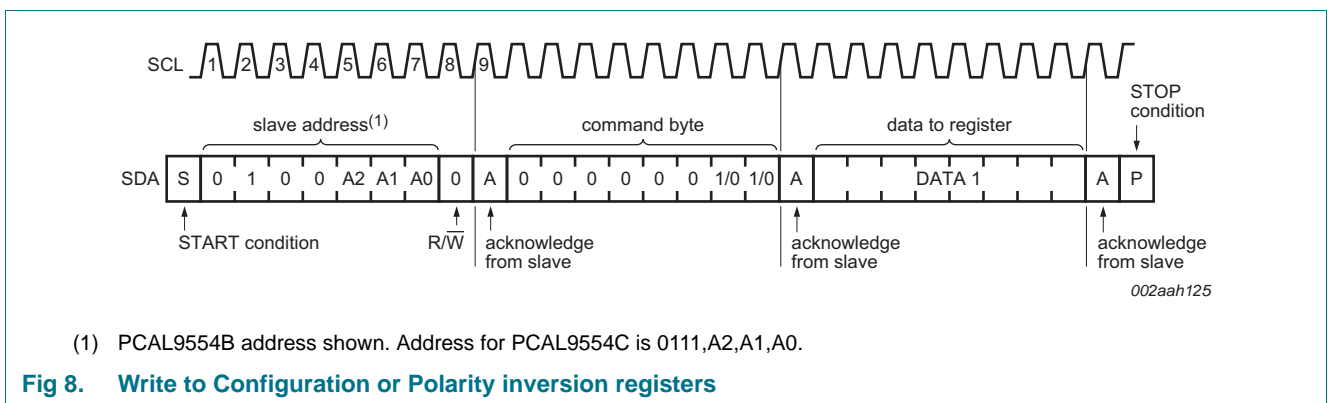 SCL 1 2 3 4 5 6 7 8 9
STOP
condition
slave address(1) command byte data to register
SDA S 0 1 0 0 A2 A1 A0 0 A 0 0 0 0 0 0 1/0 1/0 A DATA 1 A P
START condition R/W acknowledge
from slave acknowledge
from slave acknowledge
from slave
002aah125
(1) PCAL9554B address shown. Address for PCAL9554C is 0111,A2,A1,A0.
Fig 8. Write to Configuration or Polarity inversion registers